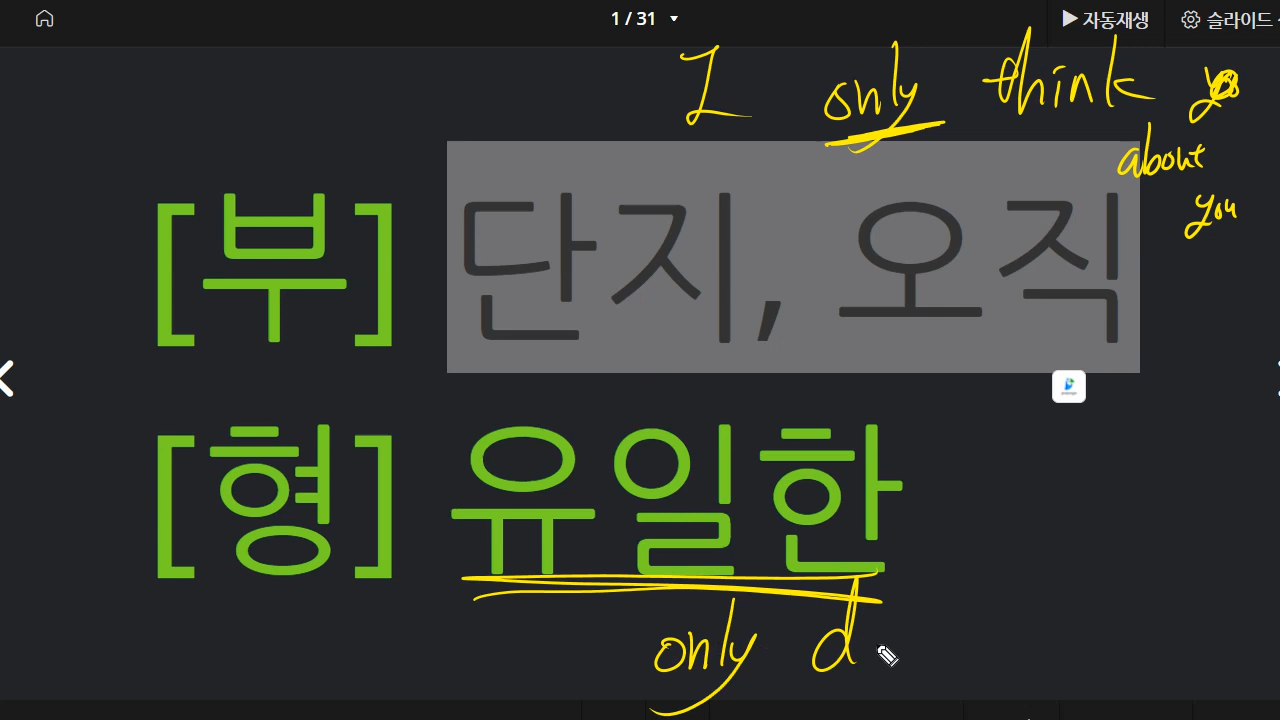 1 / 31
자동재생
슬라이드
I only think
about
you
[부] 단지, 오직
[형] 유일한
only d